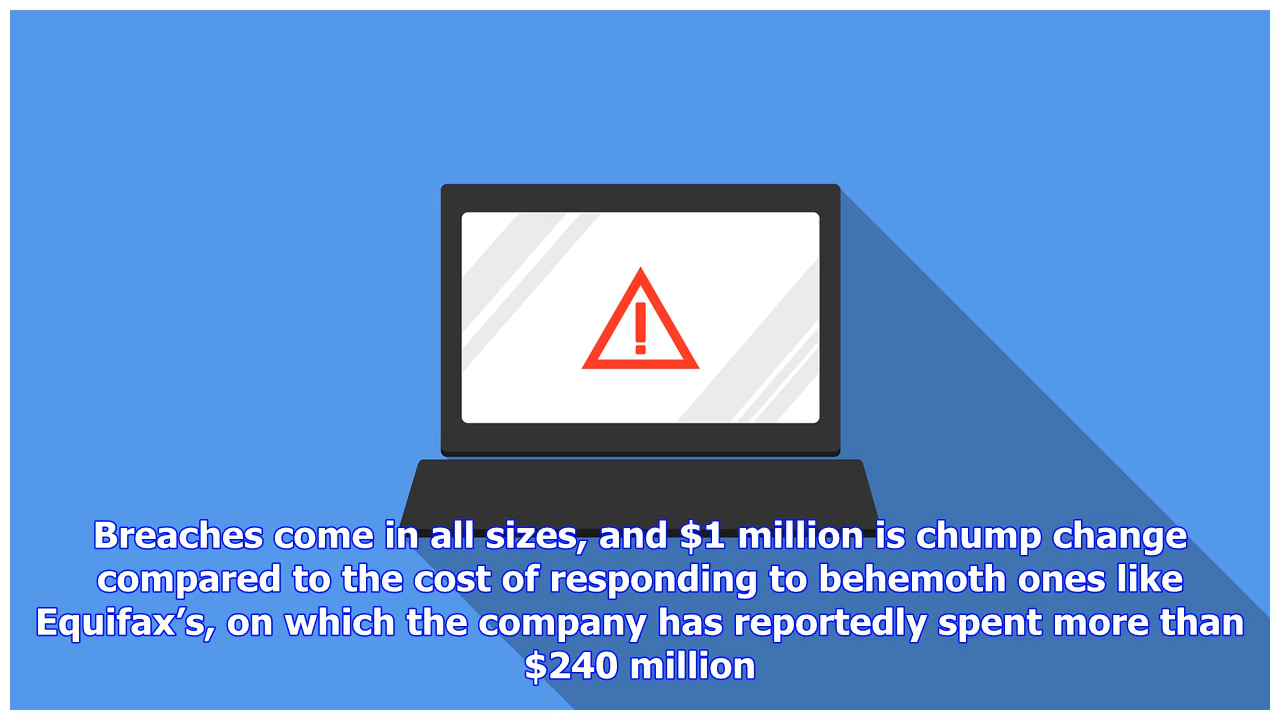 Breaches come in all sizes, and $1 million is chump change
compared to the cost of responding to behemoth ones like
Equifax’s, on which the company has reportedly spent more than
$240 million